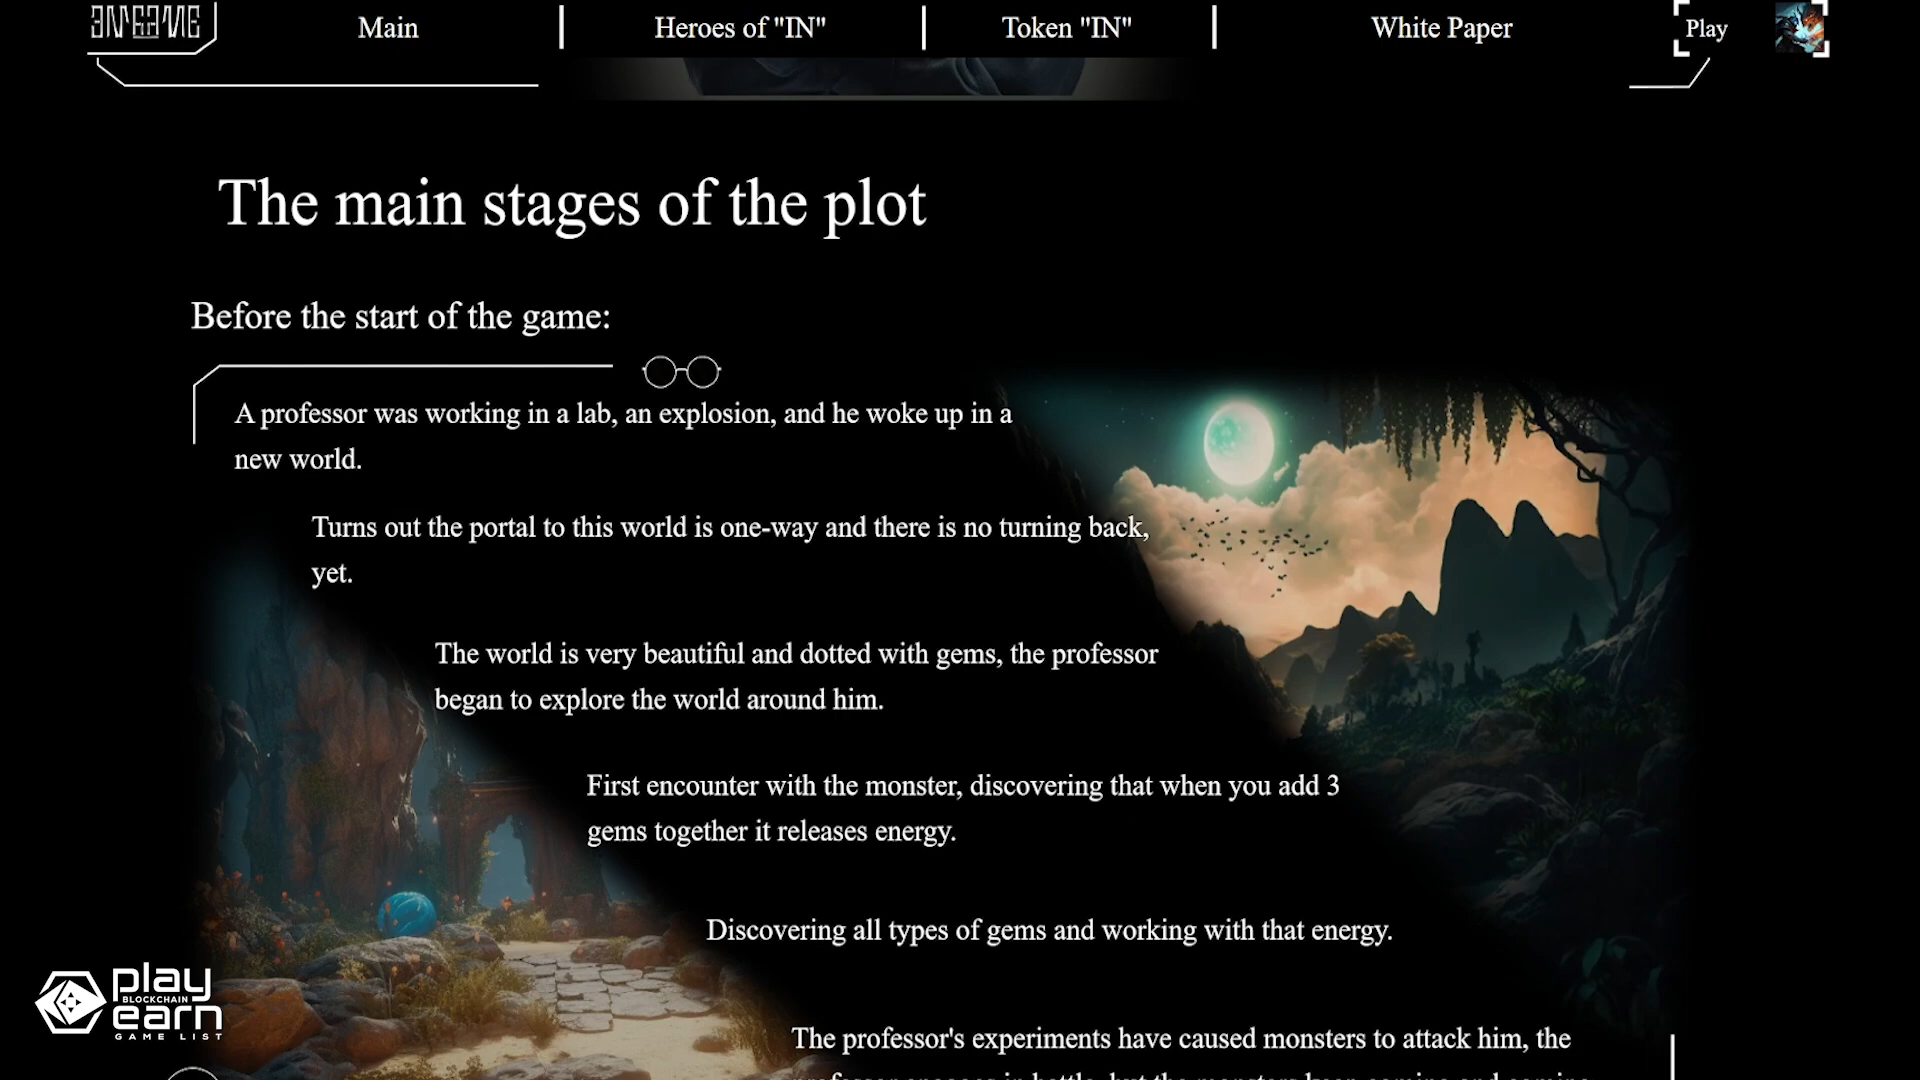 INGAME
Main
Heroes of "IN"
Token "IN"
White Paper
Play
The main stages of the plot
Before the start of the game:
A professor was working in a lab, an explosion, and he woke up in a
new world.
Turns out the portal to this world is one-way and there is no turning back,
yet.
The world is very beautiful and dotted with gems, the professor
began to explore the world around him.
First encounter with the monster, discovering that when you add 3
gems together it releases energy.
Discovering all types of gems and working with that energy.
The professor's experiments have caused monsters to attack him, the
play
BLOCKCHAIN
earn
GAME LIST